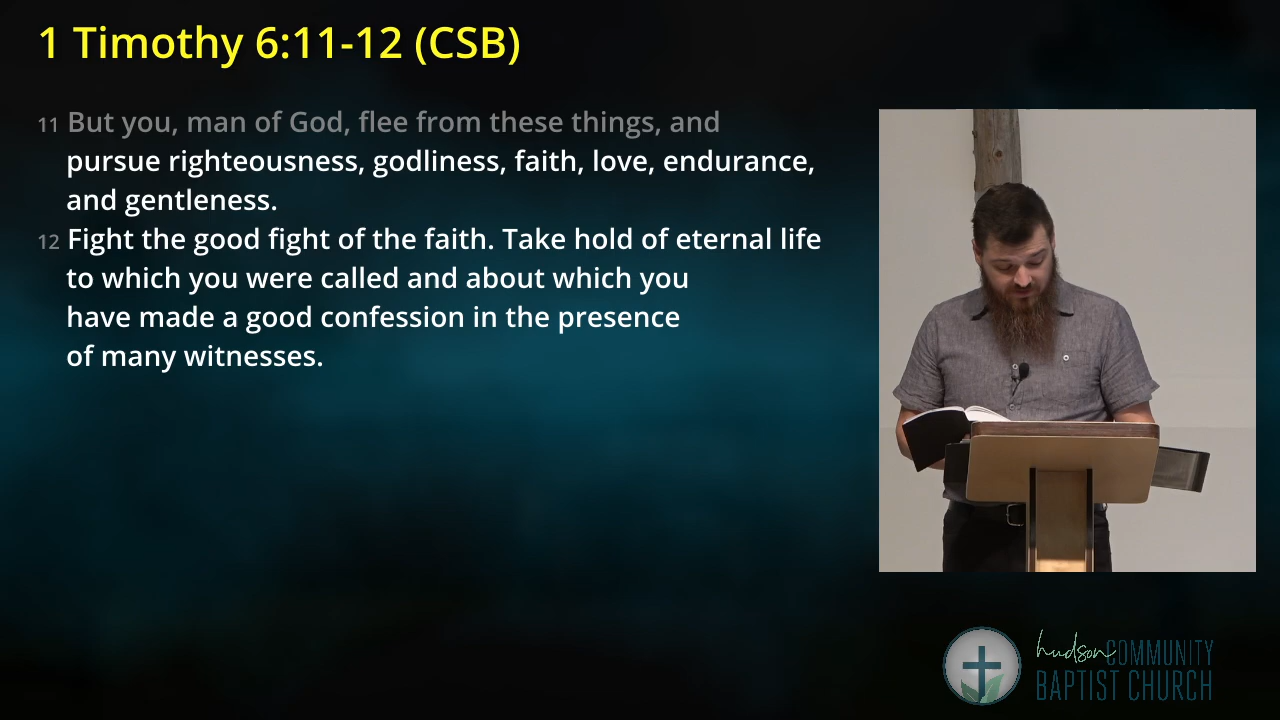 1 Timothy 6:11-12 (CSB)
11 But you, man of God, flee from these things, and
pursue righteousness, godliness, faith, love, endurance,
and gentleness.
12 Fight the good fight of the faith. Take hold of eternal life
to which you were called and about which you
have made a good confession in the presence
of many witnesses.
hudson COMMUNITY
BAPTIST CHURCH